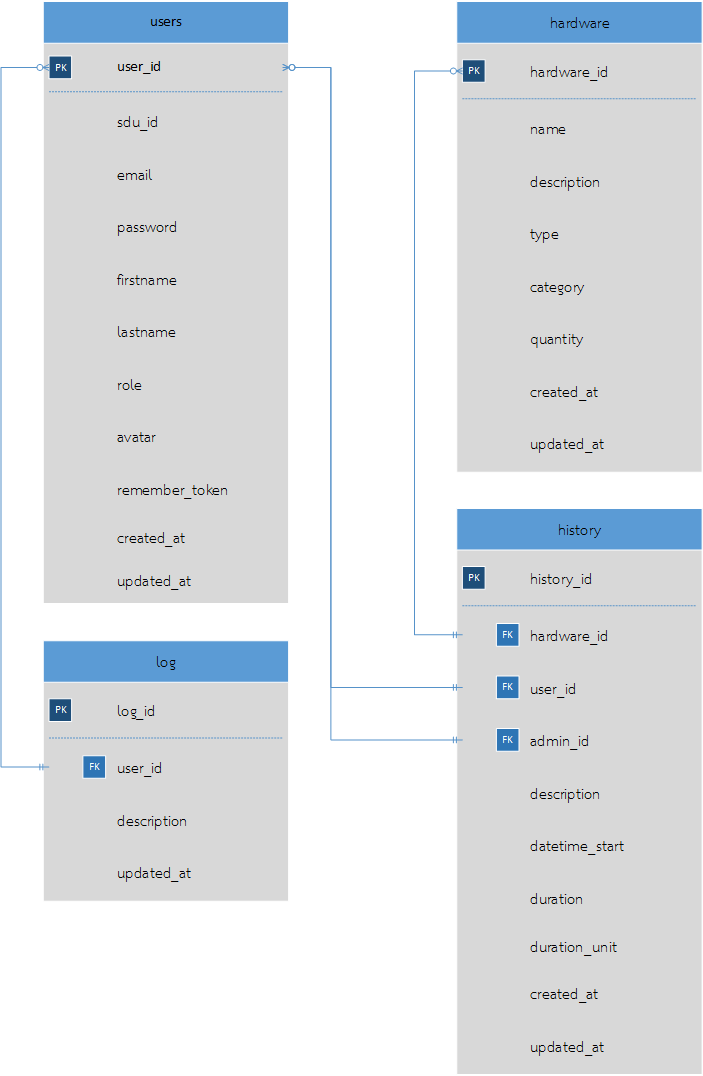 users
PK user_id
sdu_id
email
password
firstname
lastname
role
avatar
remember_token
created_at
updated_at
hardware
PK hardware_id
name
description
type
category
quantity
created_at
updated_at
log
PK log_id
FK user_id
description
updated_at
history
PK history_id
FK hardware_id
FK user_id
FK admin_id
description
datetime_start
duration
duration_unit
created_at
updated_at